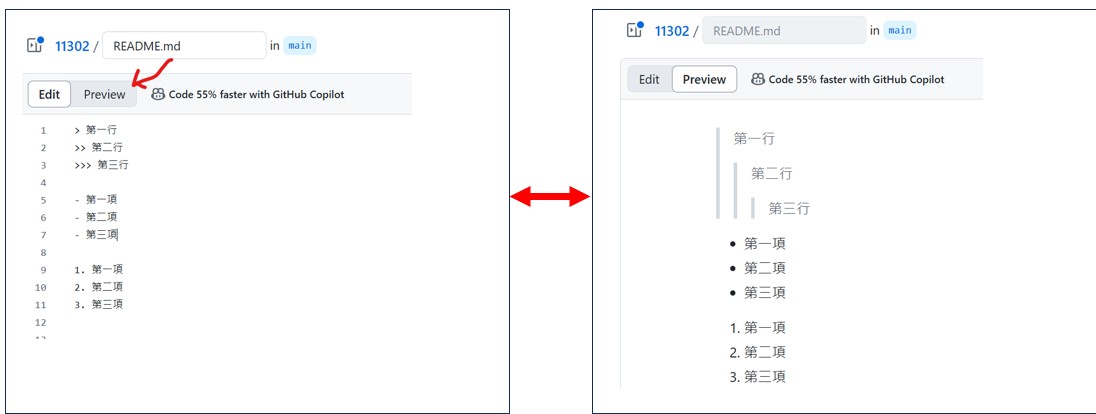 11302 / README.md in main
Edit Preview Code 55% faster with GitHub Copilot
1 > 第一行
2 >> 第二行
3 >>> 第三行
4
5 - 第一項
6 - 第二項
7 - 第三項
8
9 1. 第一項
10 2. 第二項
11 3. 第三項
12
11302 / README.md in main
Edit Preview Code 55% faster with GitHub Copilot
第一行
第二行
第三行
• 第一項
• 第二項
• 第三項
1. 第一項
2. 第二項
3. 第三項